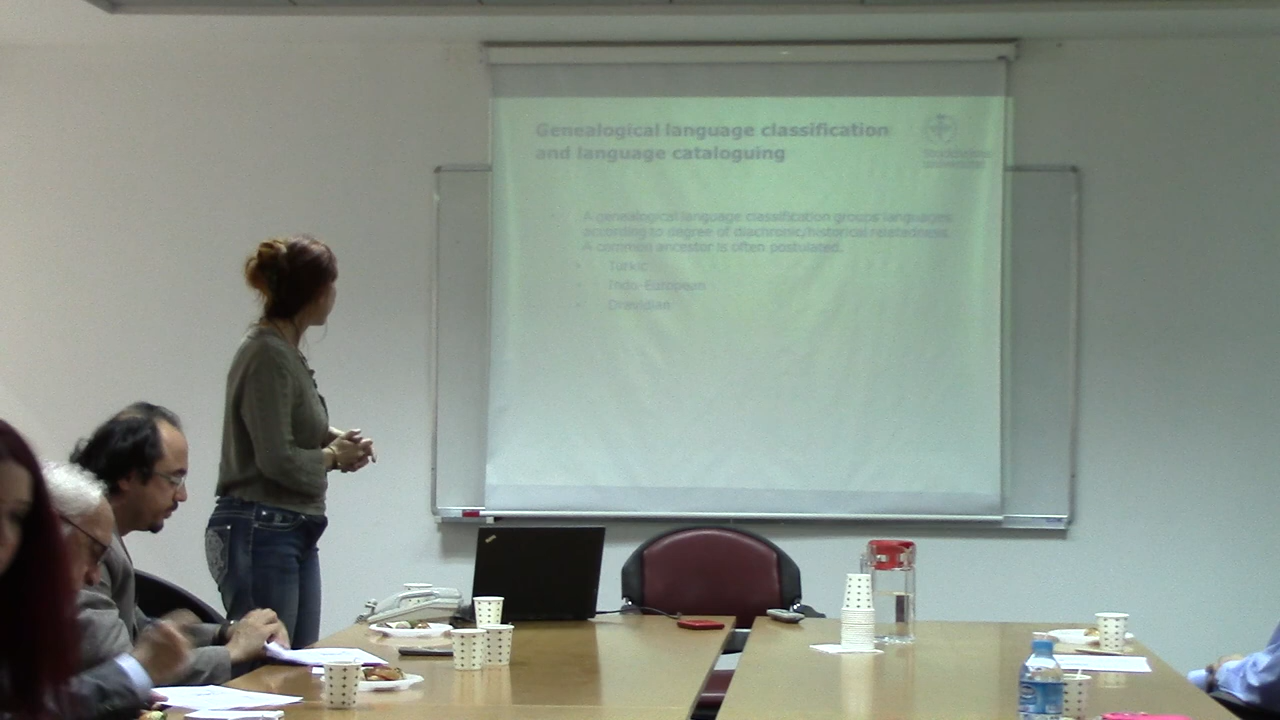 Genealogical language classification
and language cataloguing
A genealogical language classification groups languages
according to degree of diachronic/historical relatedness.
A common ancestor is often postulated.
• Turkic
• Indo-European
• Dravidian